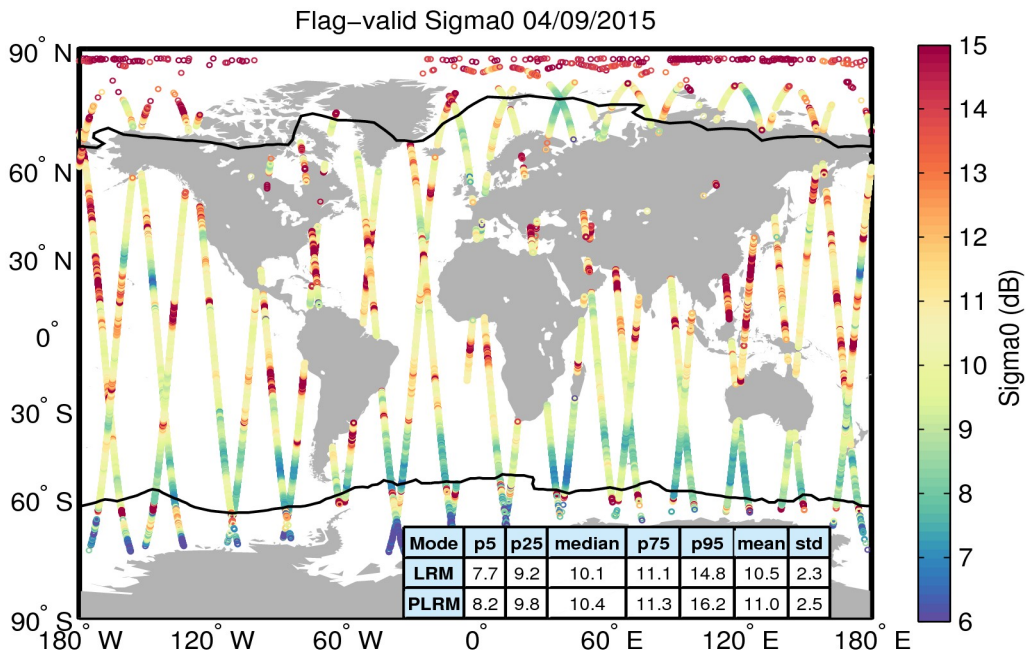 Flag-valid Sigma0 04/09/2015
90° N
60° N
30° N
0°
30° S
60° S
90° S
180° W
120° W
60° W
0°
60° E
120° E
180° E
15
14
13
12
11
10
9
8
7
6
Sigma0 (dB)
Mode p5 p25 median p75 p95 mean std
LRM 7.7 9.2 10.1 11.1 14.8 10.5 2.3
PLRM 8.2 9.8 10.4 11.3 16.2 11.0 2.5